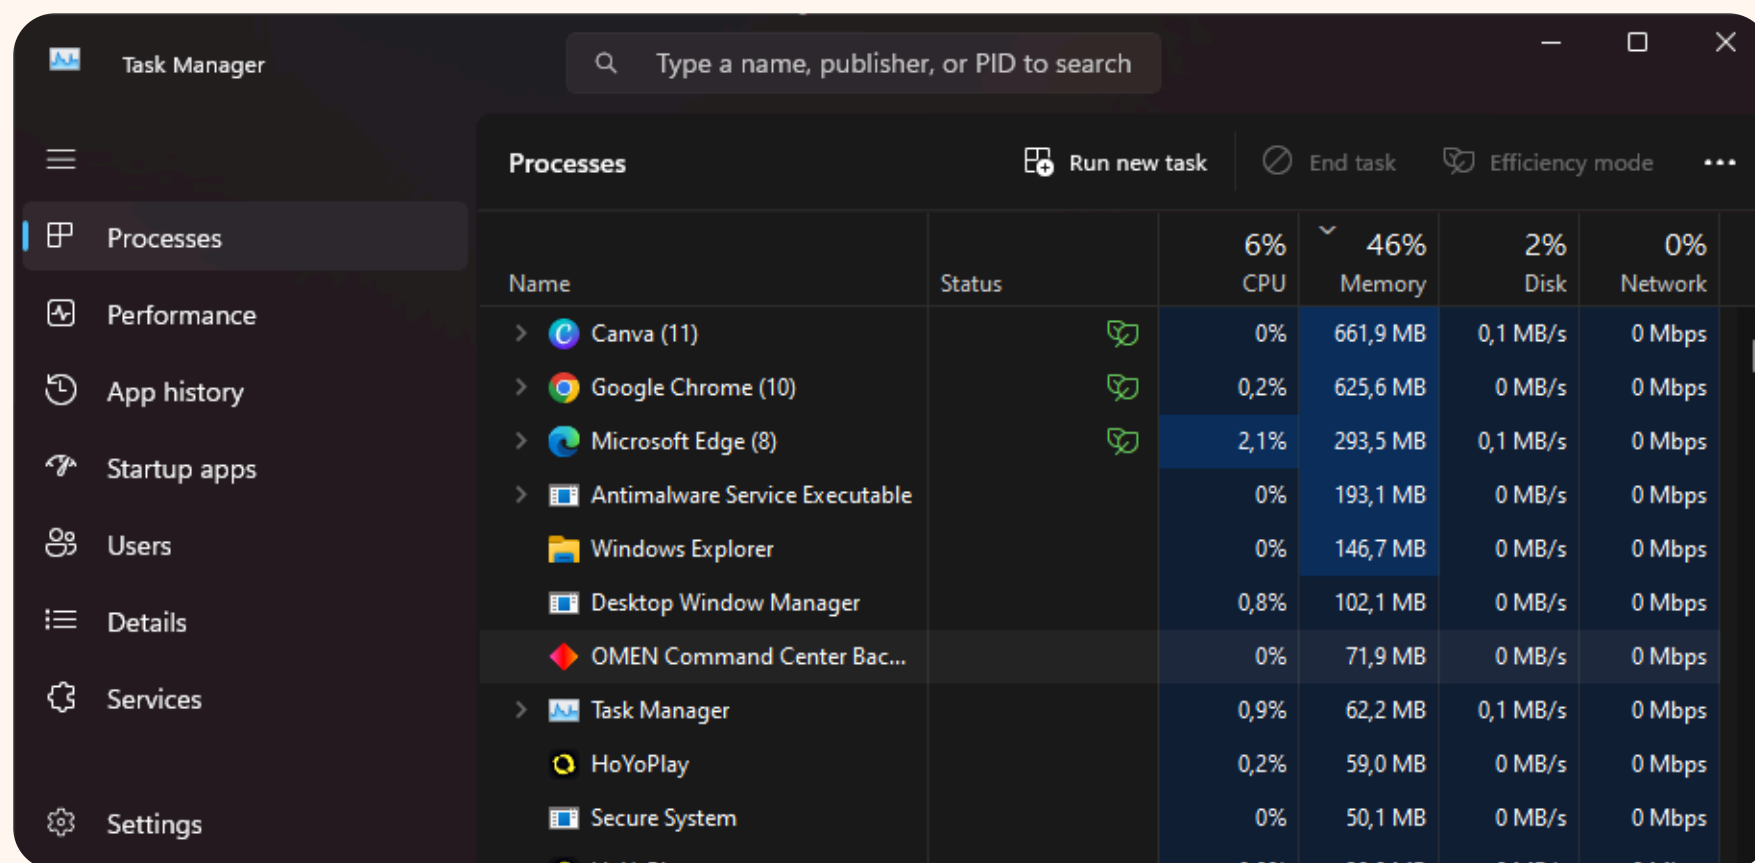 Task Manager
Type a name, publisher, or PID to search
Processes
Run new task
End task
Efficiency mode
Processes
Performance
App history
Startup apps
Users
Details
Services
Settings
6% 46% 2% 0%
Name Status CPU Memory Disk Network
Canva (11) 0% 661,9 MB 0,1 MB/s 0 Mbps
Google Chrome (10) 0,2% 625,6 MB 0 MB/s 0 Mbps
Microsoft Edge (8) 2,1% 293,5 MB 0,1 MB/s 0 Mbps
Antimalware Service Executable 0% 193,1 MB 0 MB/s 0 Mbps
Windows Explorer 0% 146,7 MB 0 MB/s 0 Mbps
Desktop Window Manager 0,8% 102,1 MB 0 MB/s 0 Mbps
OMEN Command Center Bac... 0% 71,9 MB 0 MB/s 0 Mbps
Task Manager 0,9% 62,2 MB 0,1 MB/s 0 Mbps
HoYoPlay 0,2% 59,0 MB 0 MB/s 0 Mbps
Secure System 0% 50,1 MB 0 MB/s 0 Mbps